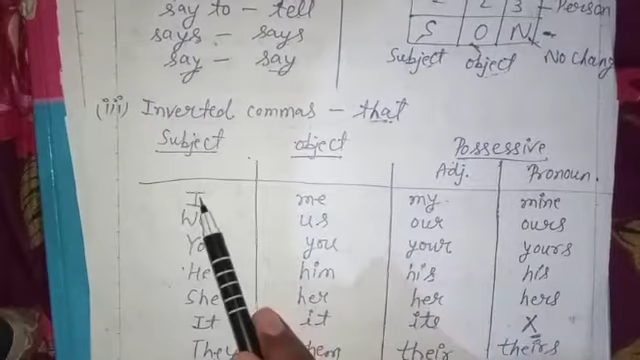 say to - tell
2 3 - Person
says - says
S O N -
say - say
Subject object No Chang
(iii) Inverted commas - that
Subject object Possessive
Adj. Pronoun.
I me my mine
us our ours
you your yours
He him his his
She her her hers
It it its X
They their theirs